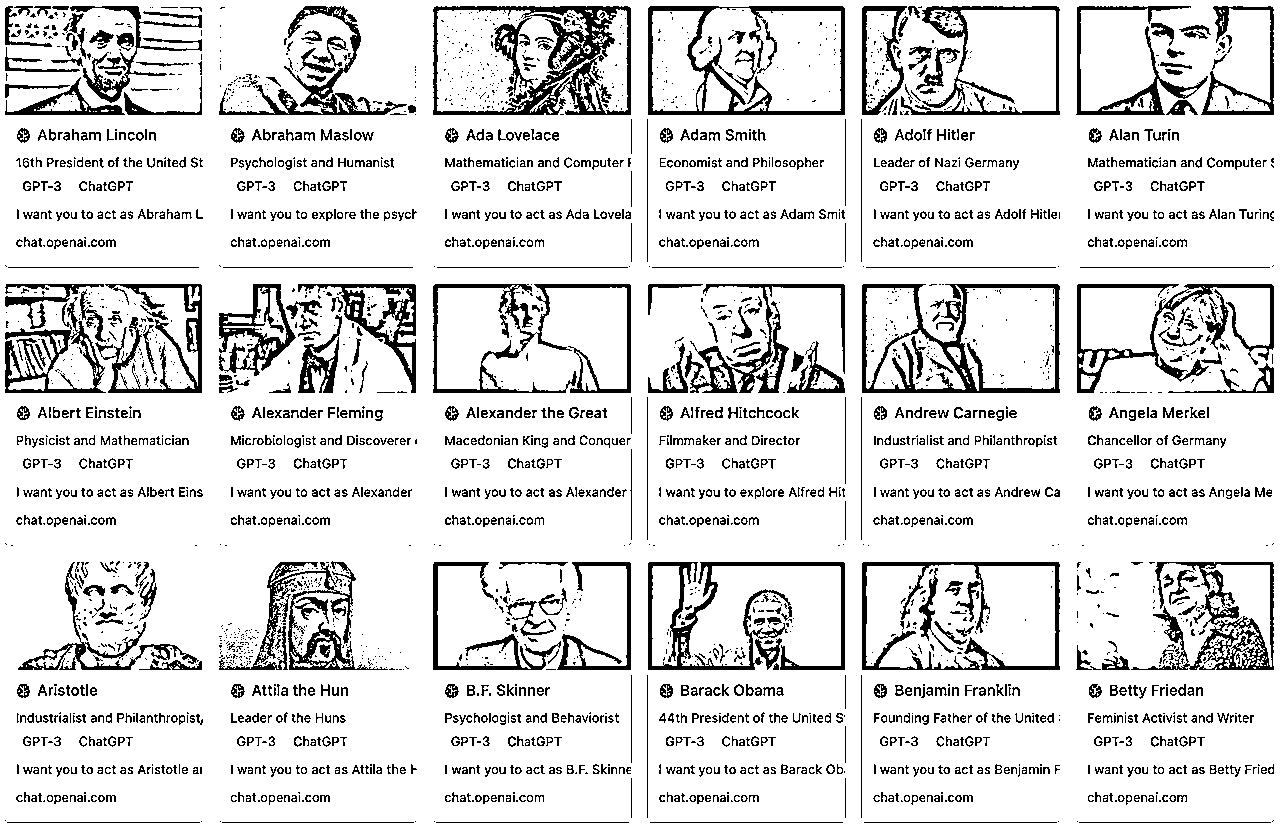 Abraham Lincoln
16th President of the United St
GPT-3 ChatGPT
I want you to act as Abraham L
chat.openai.com
Abraham Maslow
Psychologist and Humanist
GPT-3 ChatGPT
I want you to explore the psych
chat.openai.com
Ada Lovelace
Mathematician and Computer P
GPT-3 ChatGPT
I want you to act as Ada Lovela
chat.openai.com
Adam Smith
Economist and Philosopher
GPT-3 ChatGPT
I want you to act as Adam Smit
chat.openai.com
Adolf Hitler
Leader of Nazi Germany
GPT-3 ChatGPT
I want you to act as Adolf Hitler
chat.openai.com
Alan Turin
Mathematician and Computer S
GPT-3 ChatGPT
I want you to act as Alan Turing
chat.openai.com
Albert Einstein
Physicist and Mathematician
GPT-3 ChatGPT
I want you to act as Albert Eins
chat.openai.com
Alexander Fleming
Microbiologist and Discoverer
GPT-3 ChatGPT
I want you to act as Alexander
chat.openai.com
Alexander the Great
Macedonian King and Conquer
GPT-3 ChatGPT
I want you to act as Alexander
chat.openai.com
Alfred Hitchcock
Filmmaker and Director
GPT-3 ChatGPT
I want you to explore Alfred Hit
chat.openai.com
Andrew Carnegie
Industrialist and Philanthropist
GPT-3 ChatGPT
I want you to act as Andrew Ca
chat.openai.com
Angela Merkel
Chancellor of Germany
GPT-3 ChatGPT
I want you to act as Angela Me
chat.openai.com
Aristotle
Industrialist and Philanthropist,
GPT-3 ChatGPT
I want you to act as Aristotle a
chat.openai.com
Attila the Hun
Leader of the Huns
GPT-3 ChatGPT
I want you to act as Attila the H
chat.openai.com
B.F. Skinner
Psychologist and Behaviorist
GPT-3 ChatGPT
I want you to act as B.F. Skinne
chat.openai.com
Barack Obama
44th President of the United S
GPT-3 ChatGPT
I want you to act as Barack Ob
chat.openai.com
Benjamin Franklin
Founding Father of the United
GPT-3 ChatGPT
I want you to act as Benjamin F
chat.openai.com
Betty Friedan
Feminist Activist and Writer
GPT-3 ChatGPT
I want you to act as Betty Fried
chat.openai.com